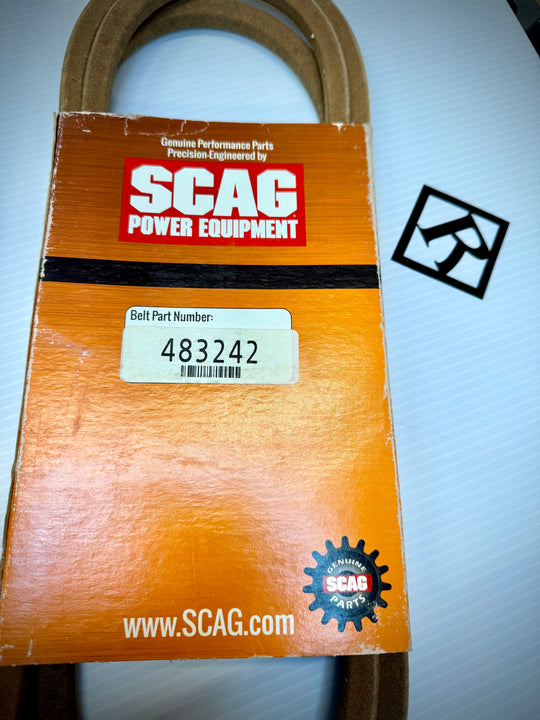 Genuine Performance Parts
Precision-Engineered by
SCAG
POWER EQUIPMENT
Belt Part Number:
483242
GENUINE
SCAG
PARTS
www.SCAG.com